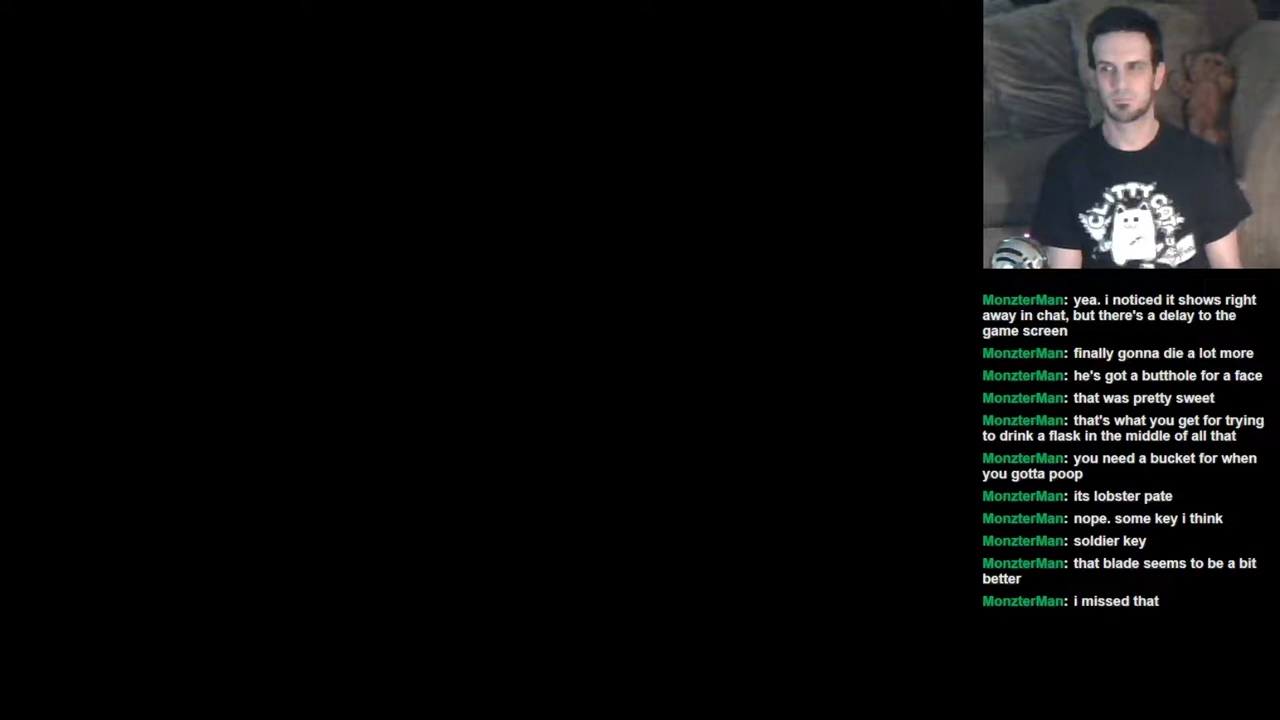 CLITTYCAT
MonzterMan: yea. i noticed it shows right
away in chat, but there's a delay to the
game screen
MonzterMan: finally gonna die a lot more
MonzterMan: he's got a butthole for a face
MonzterMan: that was pretty sweet
MonzterMan: that's what you get for trying
to drink a flask in the middle of all that
MonzterMan: you need a bucket for when
you gotta poop
MonzterMan: its lobster pate
MonzterMan: nope. some key i think
MonzterMan: soldier key
MonzterMan: that blade seems to be a bit
better
MonzterMan: i missed that